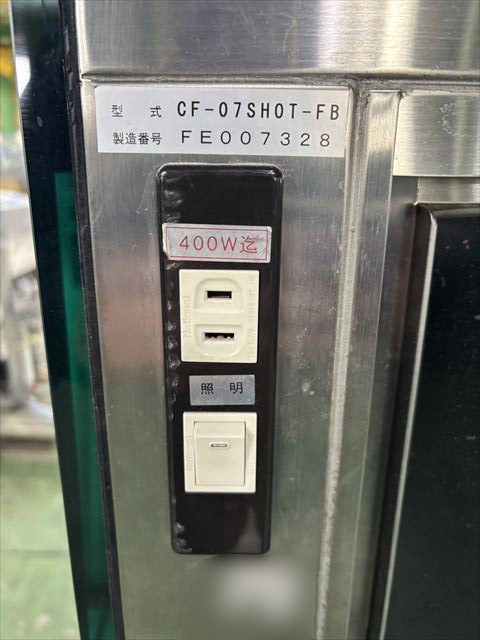 型 式 CF-07SHOT-FB
製造番号 FE007328
400W迄
National
照 明